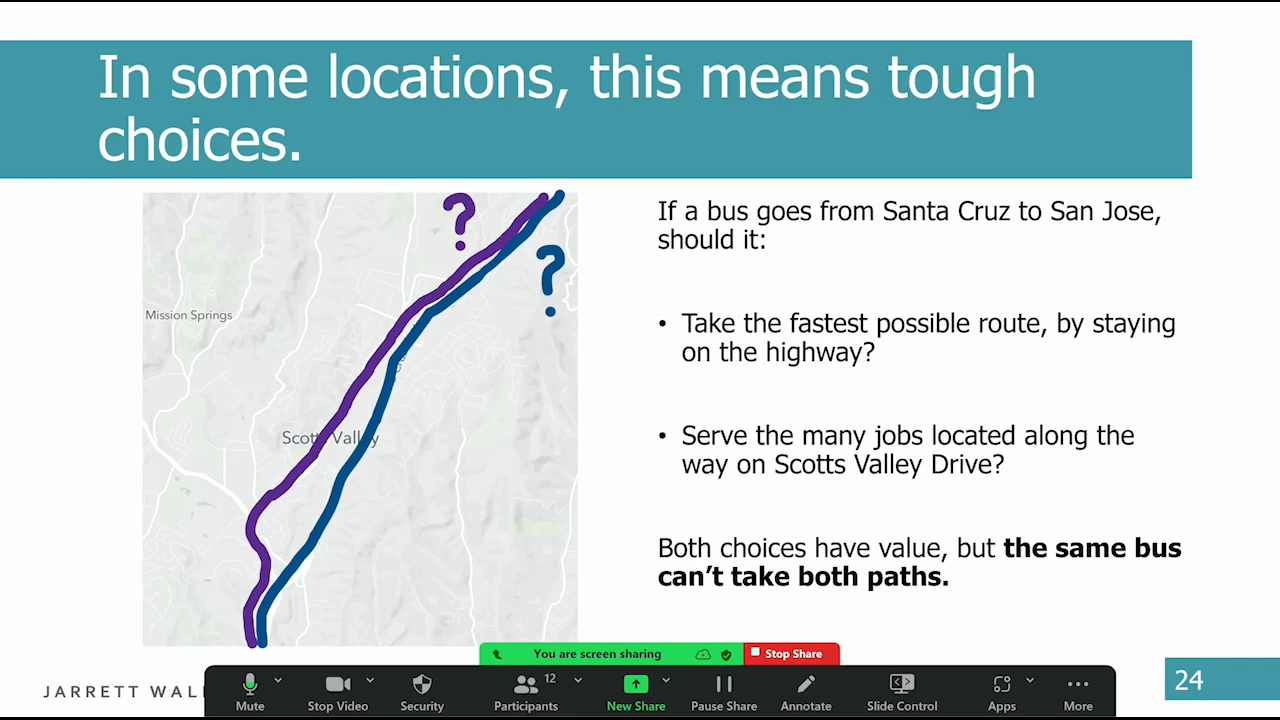 In some locations, this means tough
choices.
?
?
Mission Springs
Scotts Valley
If a bus goes from Santa Cruz to San Jose,
should it:
• Take the fastest possible route, by staying
on the highway?
• Serve the many jobs located along the
way on Scotts Valley Drive?
Both choices have value, but the same bus
can't take both paths.
You are screen sharing
Stop Share
JARRETT WAL
24
12
Mute
Stop Video
Security
Participants
New Share
Pause Share
Annotate
Slide Control
Apps
More